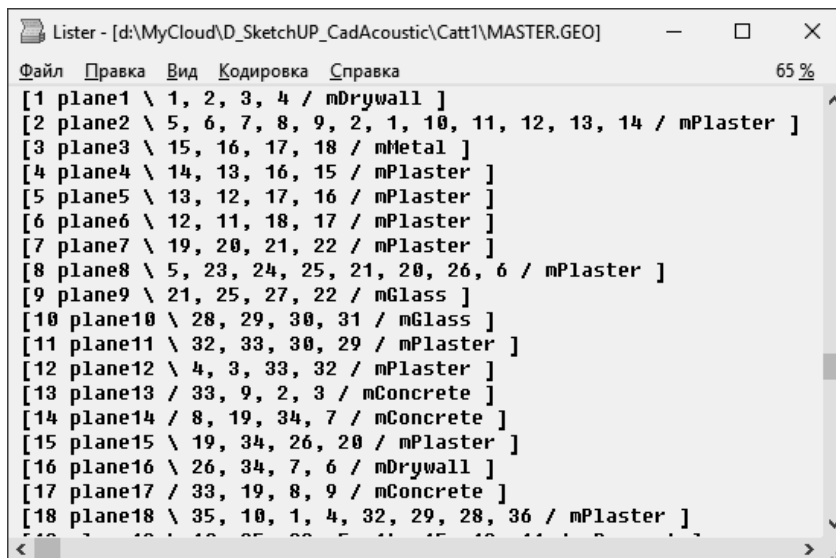 Lister - [d:\MyCloud\D_SketchUP_CadAcoustic\Catt1\MASTER.GEO]
Файл Правка Вид Кодировка Справка 65 %
[1 plane1 \ 1, 2, 3, 4 / mDrywall ]
[2 plane2 \ 5, 6, 7, 8, 9, 2, 1, 10, 11, 12, 13, 14 / mPlaster ]
[3 plane3 \ 15, 16, 17, 18 / mMetal ]
[4 plane4 \ 14, 13, 16, 15 / mPlaster ]
[5 plane5 \ 13, 12, 17, 16 / mPlaster ]
[6 plane6 \ 12, 11, 18, 17 / mPlaster ]
[7 plane7 \ 19, 20, 21, 22 / mPlaster ]
[8 plane8 \ 5, 23, 24, 25, 21, 20, 26, 6 / mPlaster ]
[9 plane9 \ 21, 25, 27, 22 / mGlass ]
[10 plane10 \ 28, 29, 30, 31 / mGlass ]
[11 plane11 \ 32, 33, 30, 29 / mPlaster ]
[12 plane12 \ 4, 3, 33, 32 / mPlaster ]
[13 plane13 / 33, 9, 2, 3 / mConcrete ]
[14 plane14 / 8, 19, 34, 7 / mConcrete ]
[15 plane15 \ 19, 34, 26, 20 / mPlaster ]
[16 plane16 \ 26, 34, 7, 6 / mDrywall ]
[17 plane17 / 33, 19, 8, 9 / mConcrete ]
[18 plane18 \ 35, 10, 1, 4, 32, 29, 28, 36 / mPlaster ]